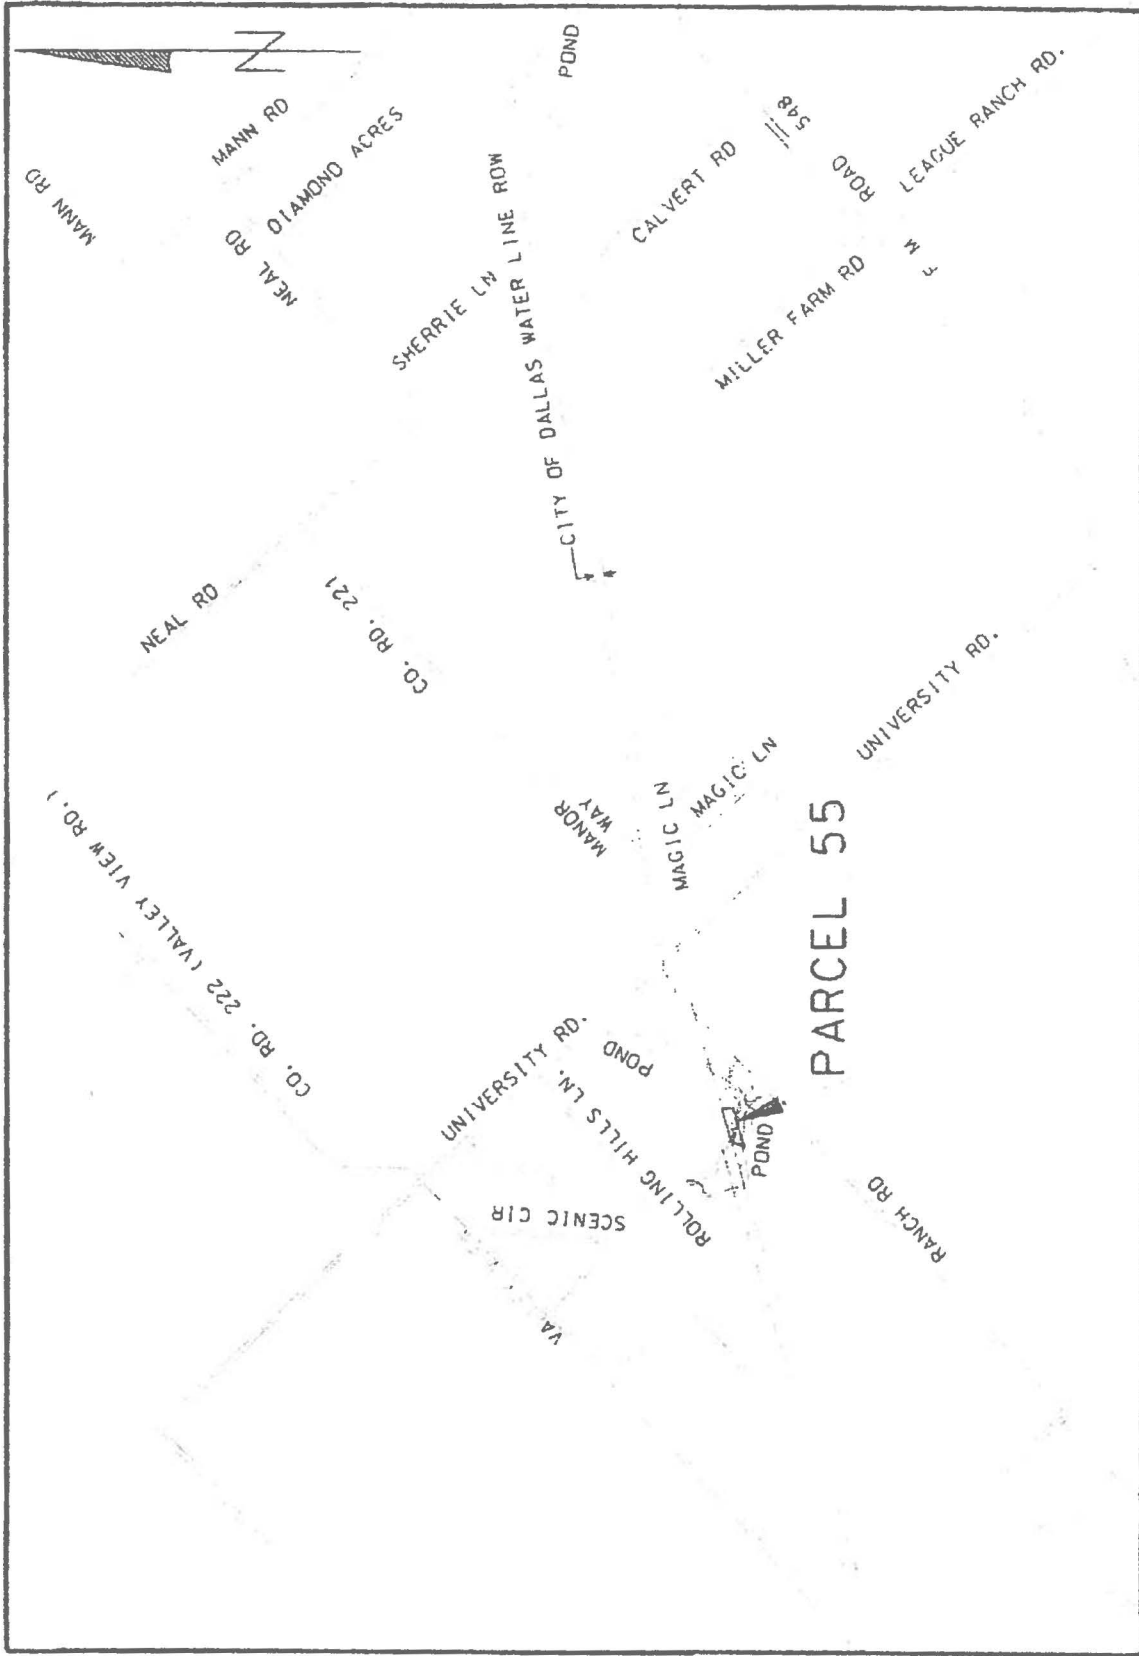 N
MANN RD
MANN RD
NEAL RD
DIAMOND ACRES
POND
SHERRIE LN
CITY OF DALLAS WATER LINE ROW
CALVERT RD
548
ROAD
F M
LEAGUE RANCH RD.
MILLER FARM RD
NEAL RD
CO. RD. 221
CO. RD. 222 (VALLEY VIEW RD.)
MANOR
WAY
MAGIC LN
MAGIC LN
UNIVERSITY RD.
UNIVERSITY RD.
POND
ROLLING HILLS LN.
SCENIC CIR
VA
POND
PARCEL 55
RANCH RD